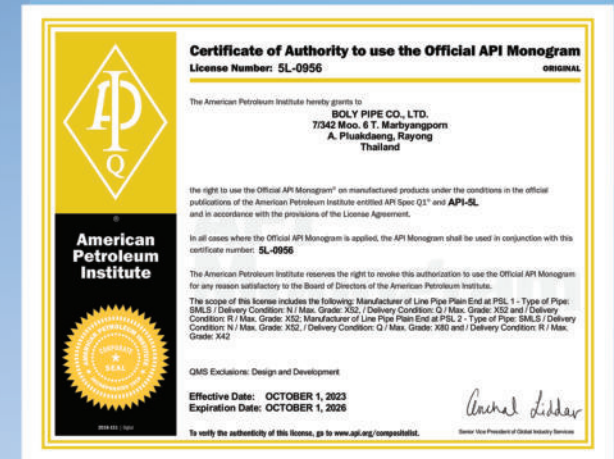 Certificate of Authority to use the Official API Monogram
License Number: 5L-0956
ORIGINAL
The American Petroleum Institute hereby grants to
BOLY PIPE CO., LTD.
7/342 Moo. 6 T. Marbyangporn
A. Pluakdaeng, Rayong
Thailand
the right to use the Official API Monogram® on manufactured products under the conditions in the official
publications of the American Petroleum Institute entitled API Spec Q1® and API-5L
and in accordance with the provisions of the License Agreement.
In all cases where the Official API Monogram is applied, the API Monogram shall be used in conjunction with this
certificate number: 5L-0956
The American Petroleum Institute reserves the right to revoke this authorization to use the Official API Monogram
for any reason satisfactory to the Board of Directors of the American Petroleum Institute.
The scope of this license includes the following: Manufacturer of Line Pipe Plain End at PSL 1 - Type of Pipe:
SMLS / Delivery Condition: N / Max. Grade: X52, / Delivery Condition: Q / Max. Grade: X52 and / Delivery
Condition: R / Max. Grade: X52; Manufacturer of Line Pipe Plain End at PSL 2 - Type of Pipe: SMLS / Delivery
Condition: N / Max. Grade: X52, / Delivery Condition: Q / Max. Grade: X80 and / Delivery Condition: R / Max.
Grade: X42
QMS Exclusions: Design and Development
Effective Date: OCTOBER 1, 2023
Expiration Date: OCTOBER 1, 2026
To verify the authenticity of this license, go to www.api.org/compositelist.
Anchal Liddar
Senior Vice President of Global Industry Services
API
Q
®
American
Petroleum
Institute
AMERICAN PETROLEUM INSTITUTE
CORPORATE
SEAL